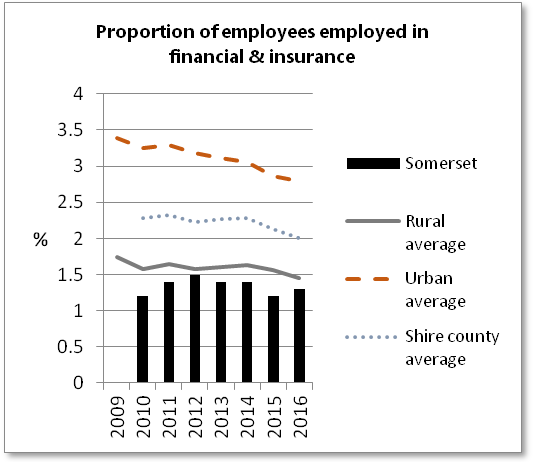 Proportion of employees employed in
financial & insurance
4
3.5
3
2.5
2
1.5
1
0.5
0
%
2009
2010
2011
2012
2013
2014
2015
2016
Somerset
Rural
average
Urban
average
Shire county
average